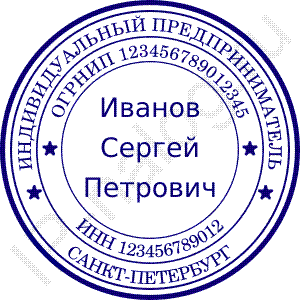 ИНДИВИДУАЛЬНЫЙ ПРЕДПРИНИМАТЕЛЬ
ОГРНИП 123456789012345
Иванов
Сергей
Петрович
ИНН 123456789012
САНКТ-ПЕТЕРБУРГ